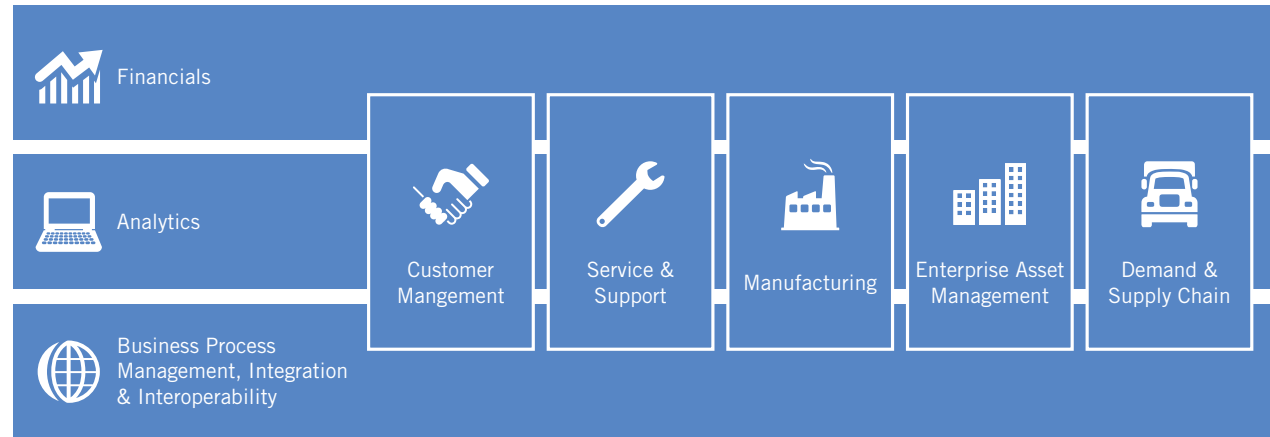 Financials
Analytics
Business Process
Management, Integration
& Interoperability
Customer
Mangement
Service &
Support
Manufacturing
Enterprise Asset
Management
Demand &
Supply Chain